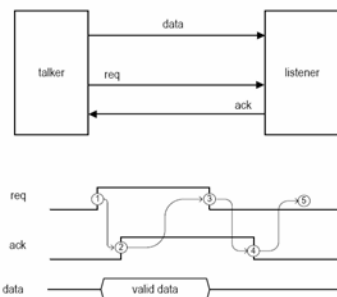 data
talker
req
listener
ack
req
1
3
5
ack
2
4
data
valid data